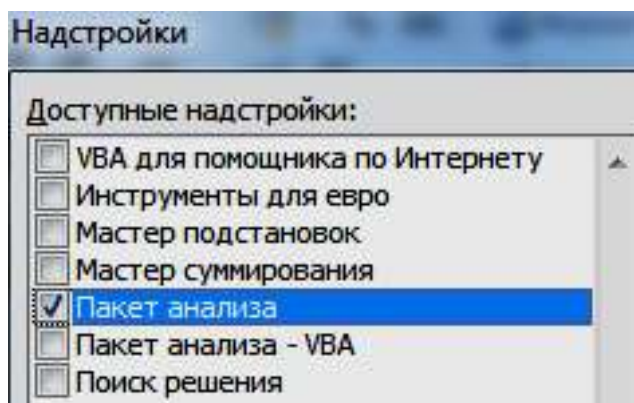 Надстройки
Доступные надстройки:
VBA для помощника по Интернету
Инструменты для евро
Мастер подстановок
Мастер суммирования
Пакет анализа
Пакет анализа - VBA
Поиск решения